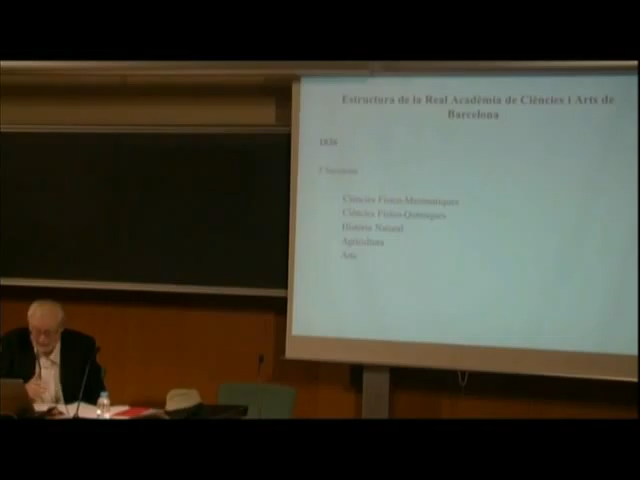 Estructura de la Real Acadèmia de Ciències i Arts de
Barcelona
Ciències Físico-Matemàtiques
Ciències Físico-Químiques
Història Natural
Agricultura
Arts